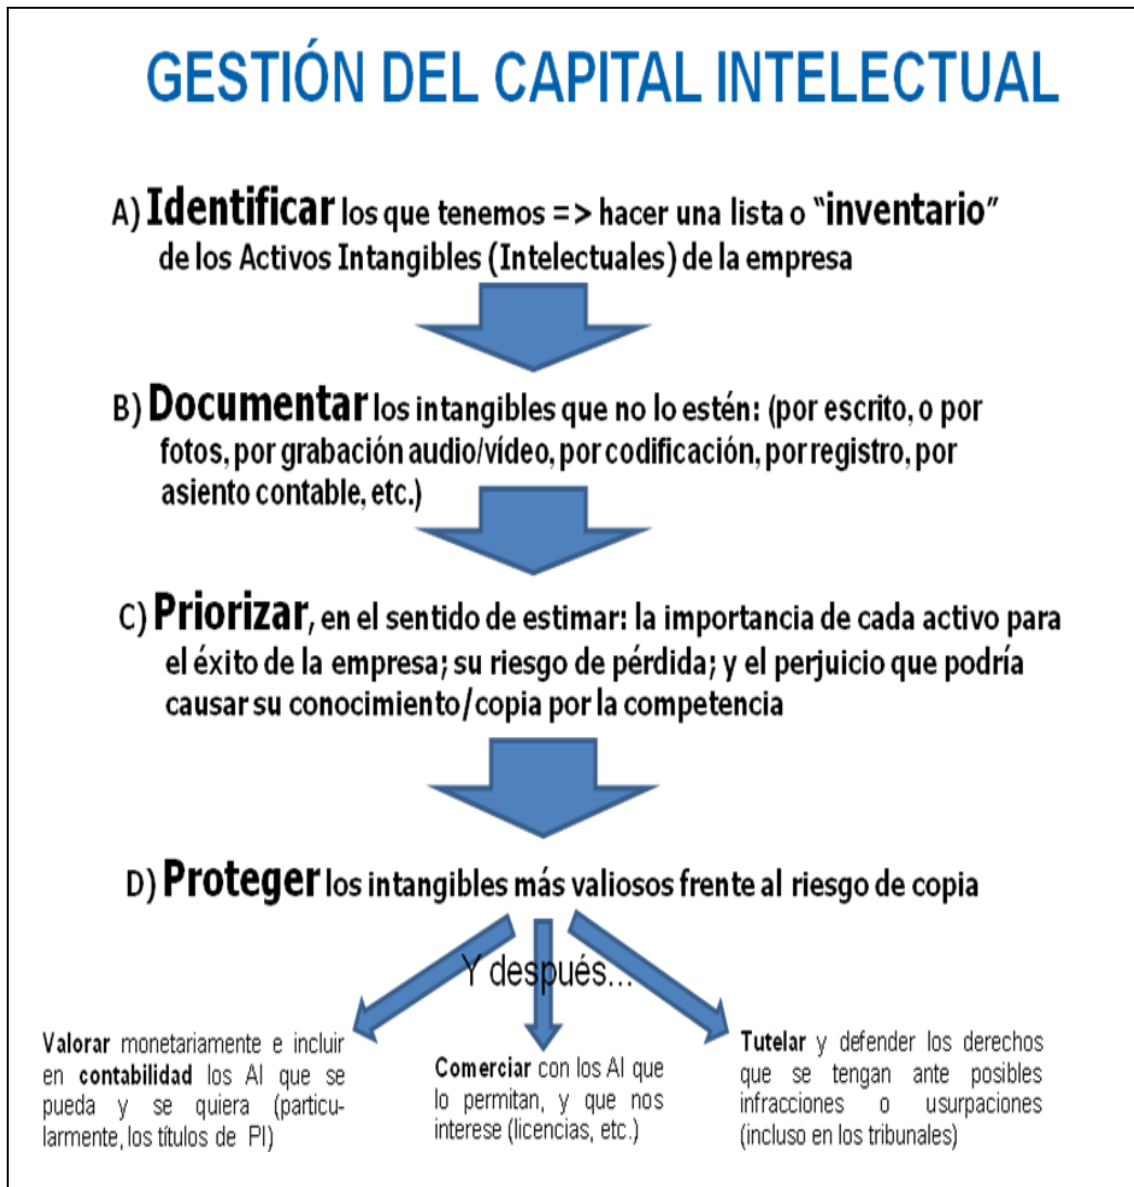 GESTIÓN DEL CAPITAL INTELECTUAL
A) Identificar los que tenemos => hacer una lista o “inventario”
de los Activos Intangibles (Intelectuales) de la empresa
B) Documentar los intangibles que no lo estén: (por escrito, o por
fotos, por grabación audio/vídeo, por codificación, por registro, por
asiento contable, etc.)
C) Priorizar, en el sentido de estimar: la importancia de cada activo para
el éxito de la empresa; su riesgo de pérdida; y el perjuicio que podría
causar su conocimiento/copia por la competencia
D) Proteger los intangibles más valiosos frente al riesgo de copia
Y después...
Valorar monetariamente e incluir
en contabilidad los AI que se
pueda y se quiera (particu-
larmente, los títulos de PI)
Comerciar con los AI que
lo permitan, y que nos
interese (licencias, etc.)
Tutelar y defender los derechos
que se tengan ante posibles
infracciones o usurpaciones
(incluso en los tribunales)